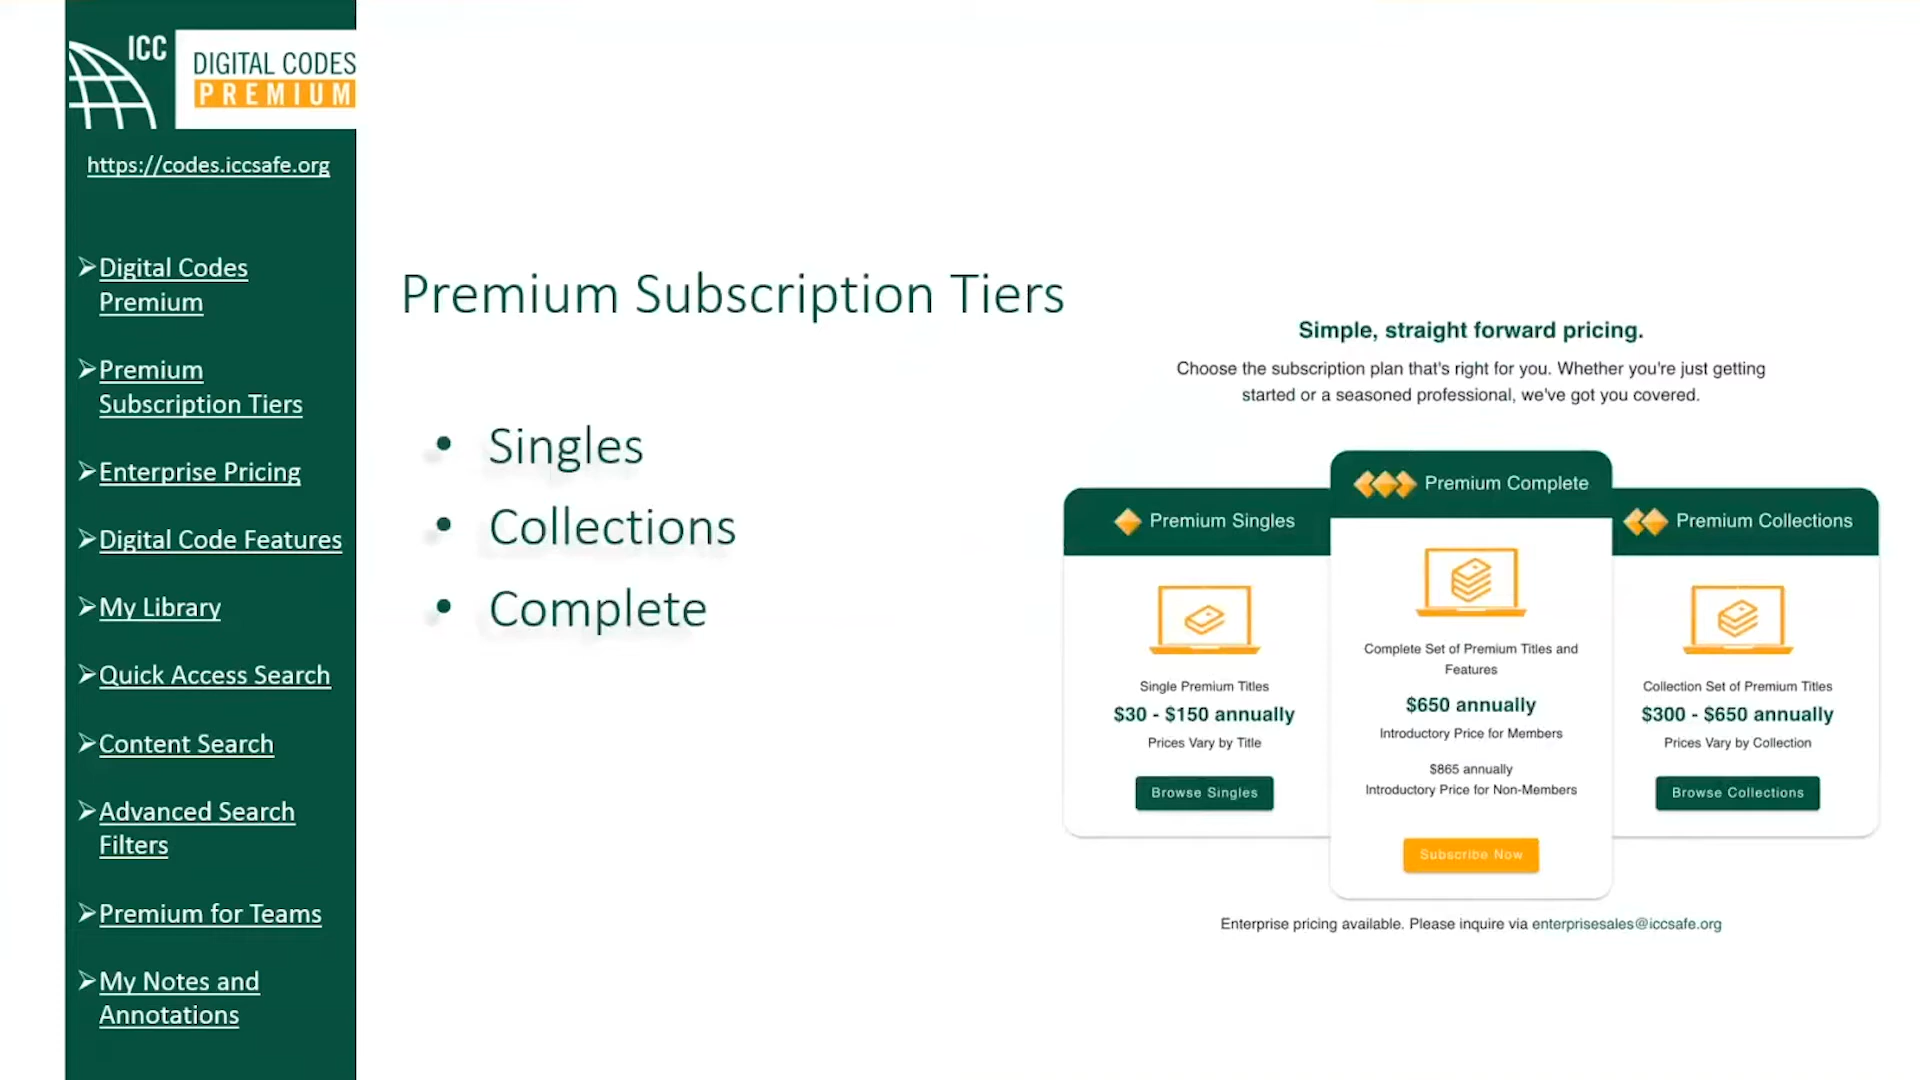 ICC
DIGITAL CODES
PREMIUM
https://codes.iccsafe.org
➢Digital Codes
Premium
➢Premium
Subscription Tiers
➢Enterprise Pricing
➢Digital Code Features
➢My Library
➢Quick Access Search
➢Content Search
➢Advanced Search
Filters
➢Premium for Teams
➢My Notes and
Annotations
Premium Subscription Tiers
• Singles
• Collections
• Complete
Simple, straight forward pricing.
Choose the subscription plan that's right for you. Whether you're just getting
started or a seasoned professional, we've got you covered.
Premium Singles
Single Premium Titles
$30 - $150 annually
Prices Vary by Title
Browse Singles
Premium Complete
Complete Set of Premium Titles and
Features
$650 annually
Introductory Price for Members
$865 annually
Introductory Price for Non-Members
Subscribe Now
Premium Collections
Collection Set of Premium Titles
$300 - $650 annually
Prices Vary by Collection
Browse Collections
Enterprise pricing available. Please inquire via enterprisesales@iccsafe.org